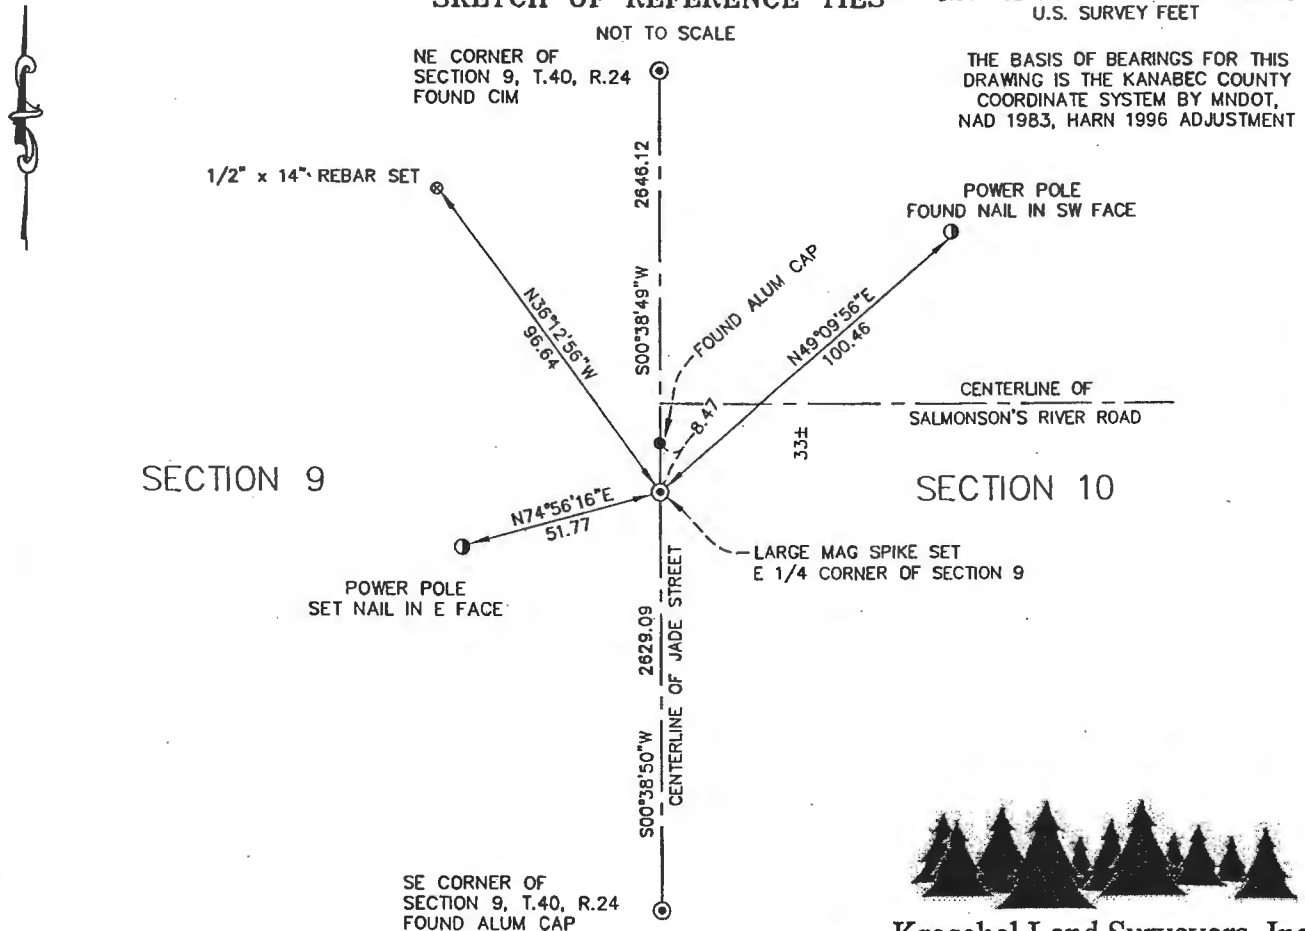 SKETCH OF REFERENCE TIES
NOT TO SCALE
U.S. SURVEY FEET
THE BASIS OF BEARINGS FOR THIS
DRAWING IS THE KANABEC COUNTY
COORDINATE SYSTEM BY MNDOT,
NAD 1983, HARN 1996 ADJUSTMENT
NE CORNER OF
SECTION 9, T.40, R.24
FOUND CIM
1/2" x 14" REBAR SET
2646.12
S00°38'49"W
POWER POLE
FOUND NAIL IN SW FACE
FOUND ALUM CAP
N36°12'56"W
96.64
N49°09'56"E
100.46
CENTERLINE OF
SALMONSON'S RIVER ROAD
8.47
33±
SECTION 9
SECTION 10
N74°56'16"E
51.77
LARGE MAG SPIKE SET
E 1/4 CORNER OF SECTION 9
POWER POLE
SET NAIL IN E FACE
2629.09
S00°38'50"W
CENTERLINE OF JADE STREET
SE CORNER OF
SECTION 9, T.40, R.24
FOUND ALUM CAP
Land Surveyors, Inc